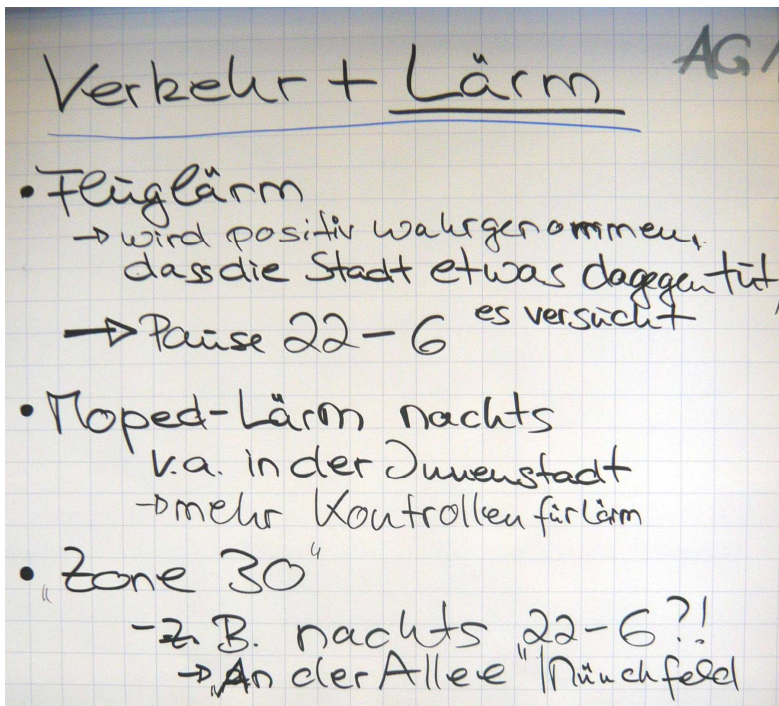 AG 1
Verkehr + Lärm
• Fluglärm
→ wird positiv wahrgenommen,
dass die Stadt etwas dagegen tut,
es versucht
→ Pause 22-6
• Moped-Lärm nachts
v.a. in der Innenstadt
→ mehr Kontrollen für Lärm
• „Zone 30“
- z. B. nachts 22-6?!
→ „An der Allee“ Münchfeld